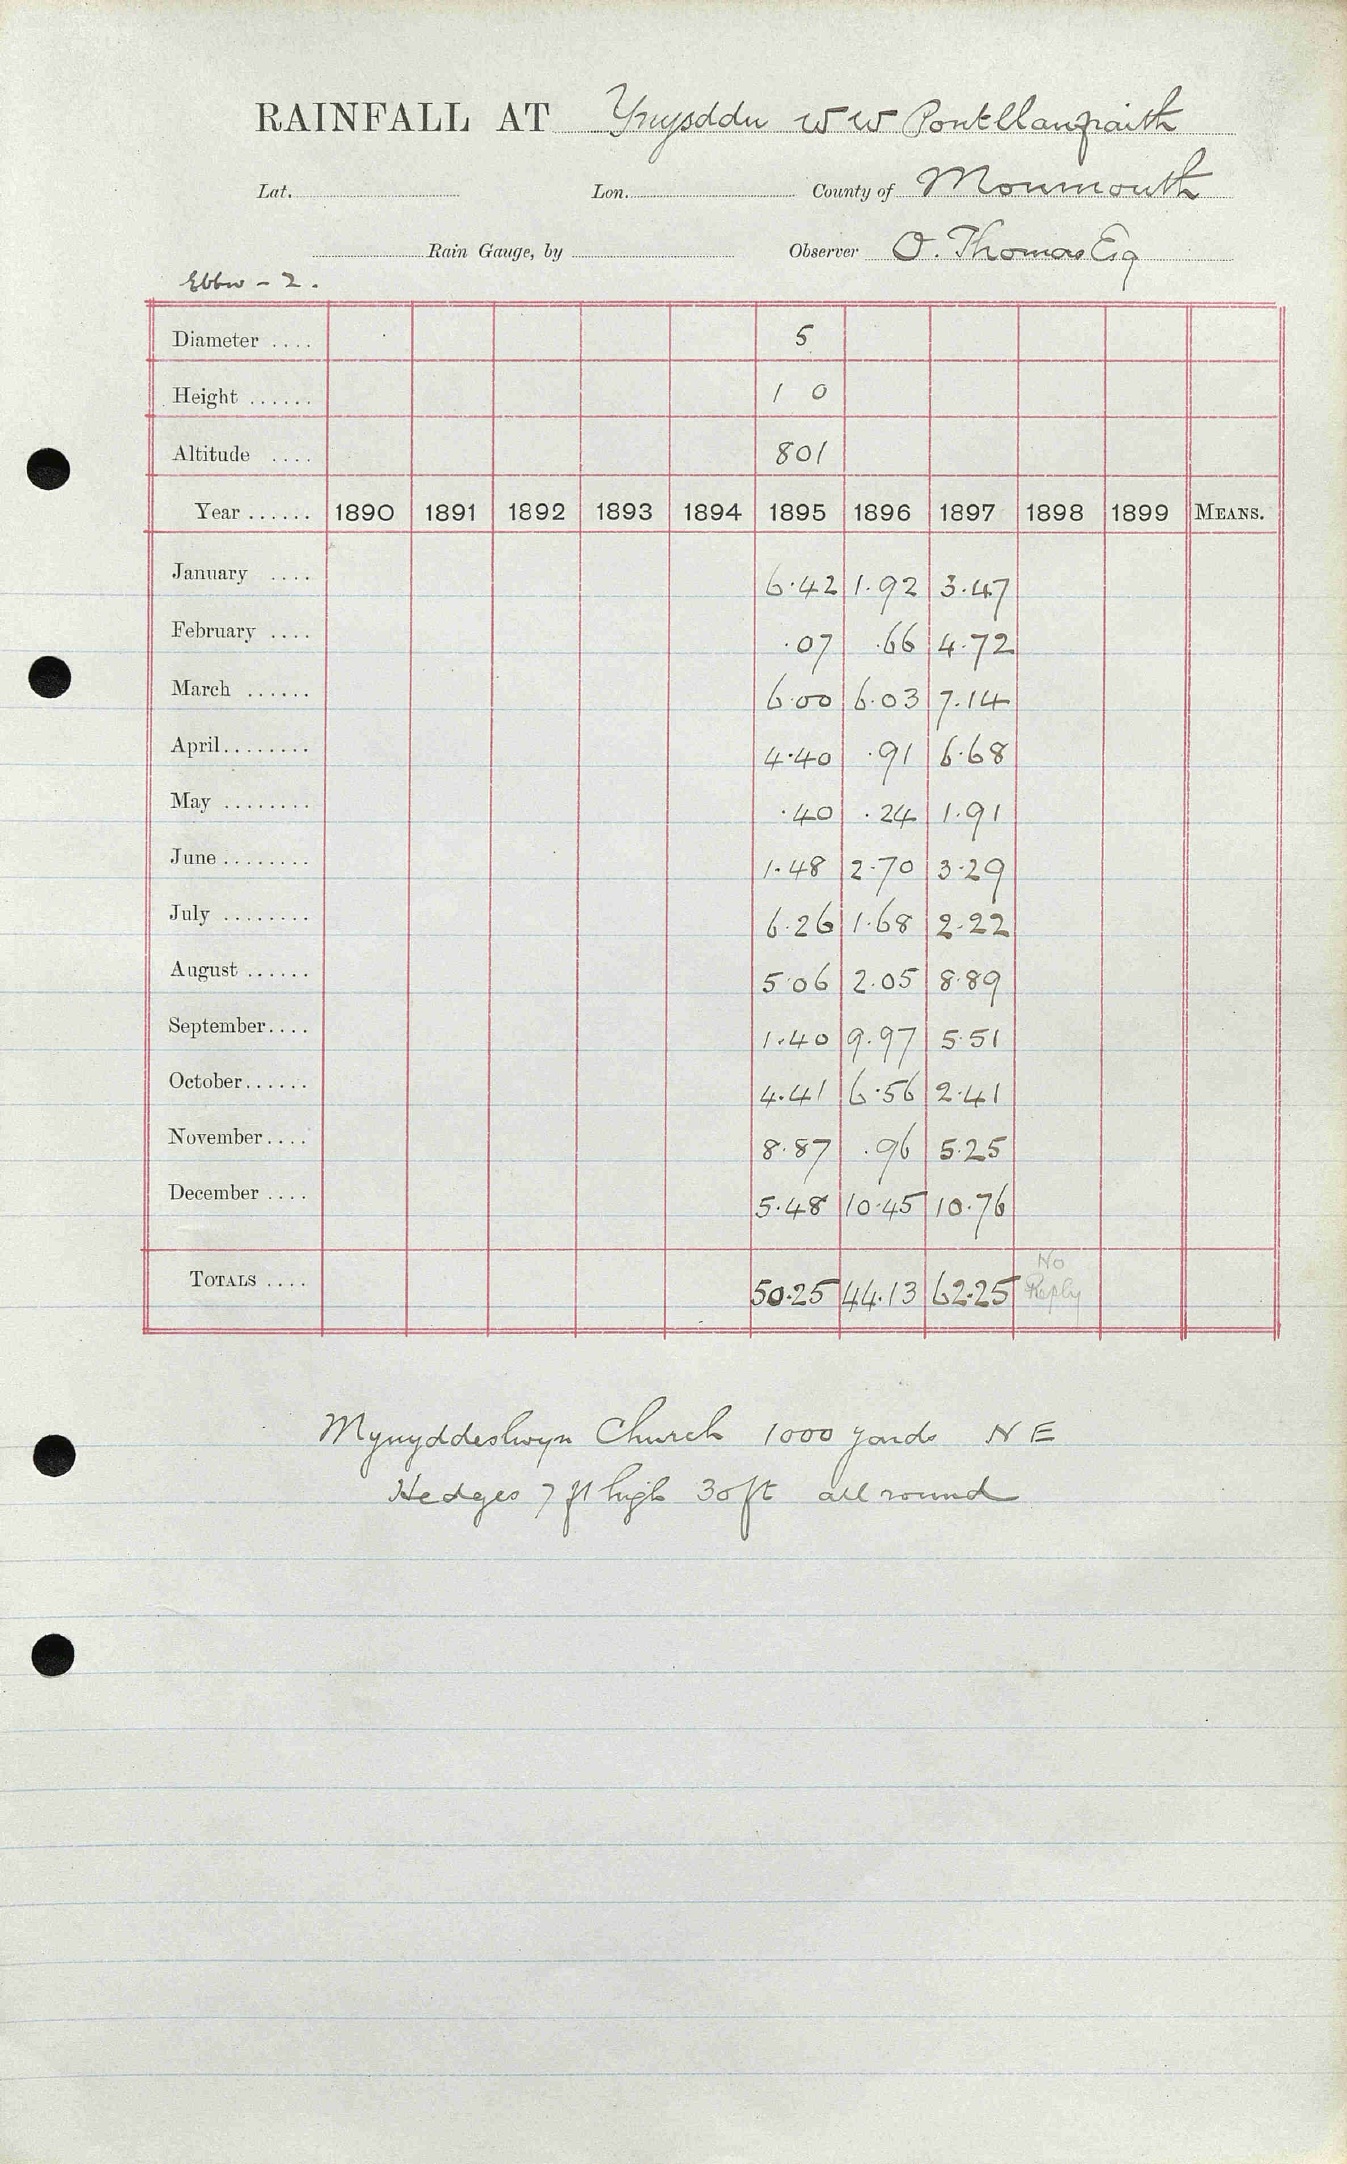 RAINFALL AT Ynysddu W W Pontllanfraith
Lat. Lon. County of Monmouth
Rain Gauge, by Observer O. Thomas Esq
Ebbw - 2.
Diameter .... 5
Height ...... 1 0
Altitude .... 801
Year ...... 1890 1891 1892 1893 1894 1895 1896 1897 1898 1899 MEANS.
January .... 6.42 1.92 3.47
February .... .07 .66 4.72
March ...... 6.00 6.03 7.14
April........ 4.40 .91 6.68
May ........ .40 .24 1.91
June ........ 1.48 2.70 3.29
July ........ 6.26 1.68 2.22
August ...... 5.06 2.05 8.89
September.... 1.40 9.97 5.51
October...... 4.41 6.56 2.41
November.... 8.87 .96 5.25
December .... 5.48 10.45 10.76
TOTALS .... 50.25 44.13 62.25 No Reply
Mynyddeslwyn Church 1000 yards N E
Hedges 7 ft high 30 ft all round